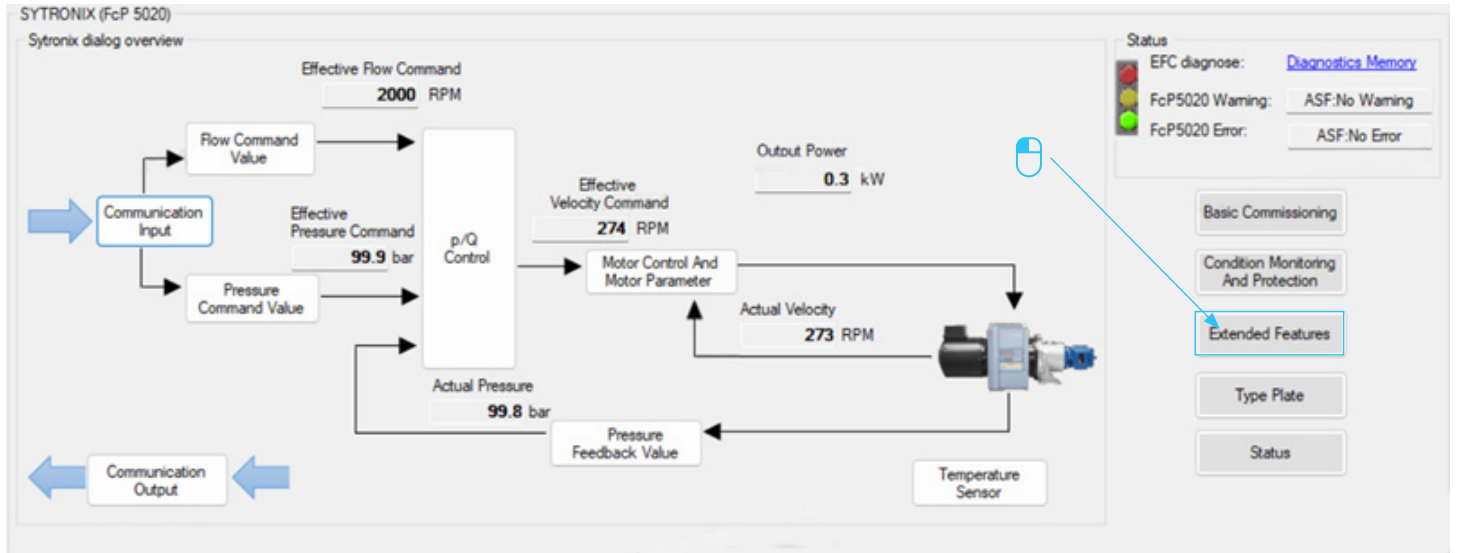 SYTRONIX (FcP 5020)
Sytronix dialog overview
Effective Flow Command
2000 RPM
Flow Command
Value
Communication
Input
Effective
Pressure Command
99.9 bar
Pressure
Command Value
p/Q
Control
Effective
Velocity Command
274 RPM
Motor Control And
Motor Parameter
Output Power
0.3 kW
Actual Velocity
273 RPM
Actual Pressure
99.8 bar
Pressure
Feedback Value
Communication
Output
Temperature
Sensor
Status
EFC diagnose: Diagnostics Memory
FcP5020 Warning: ASF:No Warning
FcP5020 Error: ASF:No Error
Basic Commissioning
Condition Monitoring
And Protection
Extended Features
Type Plate
Status